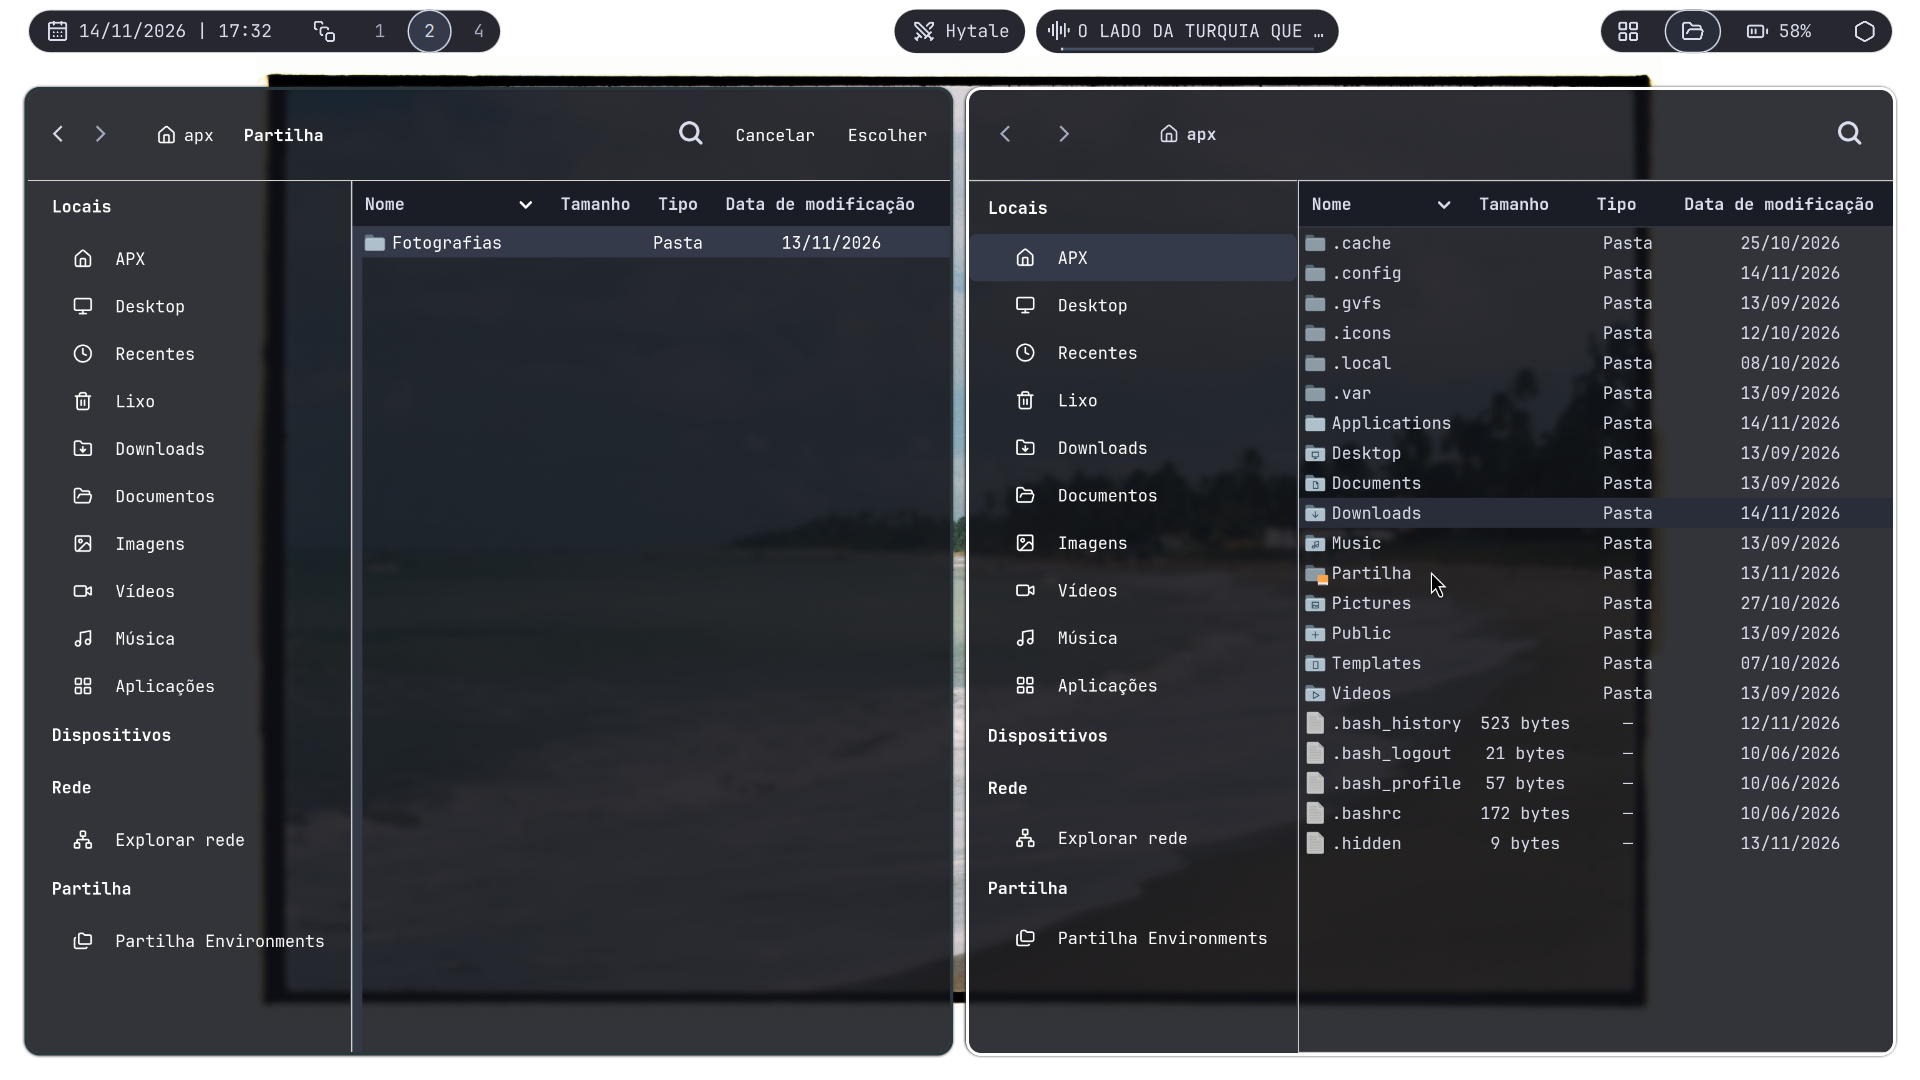 14/11/2026 | 17:32
1 2 4
Hytale
O LADO DA TURQUIA QUE …
58%
apx Partilha
Cancelar Escolher
Locais
APX
Desktop
Recentes
Lixo
Downloads
Documentos
Imagens
Vídeos
Música
Aplicações
Dispositivos
Rede
Explorar rede
Partilha
Partilha Environments
Nome Tamanho Tipo Data de modificação
Fotografias Pasta 13/11/2026
apx
Locais
APX
Desktop
Recentes
Lixo
Downloads
Documentos
Imagens
Vídeos
Música
Aplicações
Dispositivos
Rede
Explorar rede
Partilha
Partilha Environments
Nome Tamanho Tipo Data de modificação
.cache Pasta 25/10/2026
.config Pasta 14/11/2026
.gvfs Pasta 13/09/2026
.icons Pasta 12/10/2026
.local Pasta 08/10/2026
.var Pasta 13/09/2026
Applications Pasta 14/11/2026
Desktop Pasta 13/09/2026
Documents Pasta 13/09/2026
Downloads Pasta 14/11/2026
Music Pasta 13/09/2026
Partilha Pasta 13/11/2026
Pictures Pasta 27/10/2026
Public Pasta 13/09/2026
Templates Pasta 07/10/2026
Videos Pasta 13/09/2026
.bash_history 523 bytes — 12/11/2026
.bash_logout 21 bytes — 10/06/2026
.bash_profile 57 bytes — 10/06/2026
.bashrc 172 bytes — 10/06/2026
.hidden 9 bytes — 13/11/2026